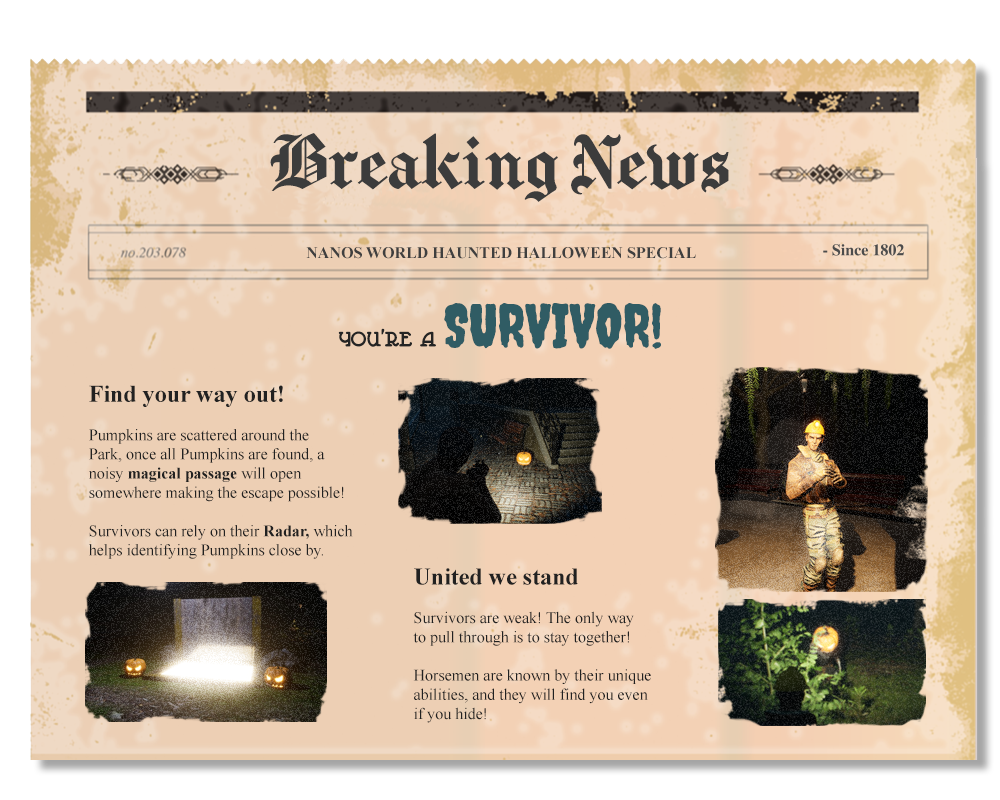 Breaking News
no.203.078
NANOS WORLD HAUNTED HALLOWEEN SPECIAL
- Since 1802
YOU'RE A SURVIVOR!
Find your way out!
Pumpkins are scattered around the
Park, once all Pumpkins are found, a
noisy magical passage will open
somewhere making the escape possible!
Survivors can rely on their Radar, which
helps identifying Pumpkins close by.
United we stand
Survivors are weak! The only way
to pull through is to stay together!
Horsemen are known by their unique
abilities, and they will find you even
if you hide!